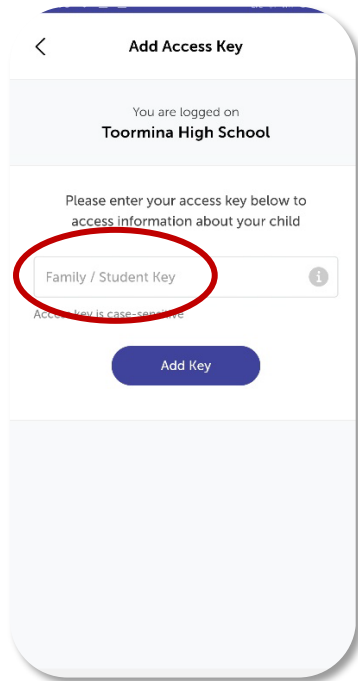 Add Access Key
You are logged on
Toormina High School
Please enter your access key below to
access information about your child
Family / Student Key
Access key is case-sensitive
Add Key